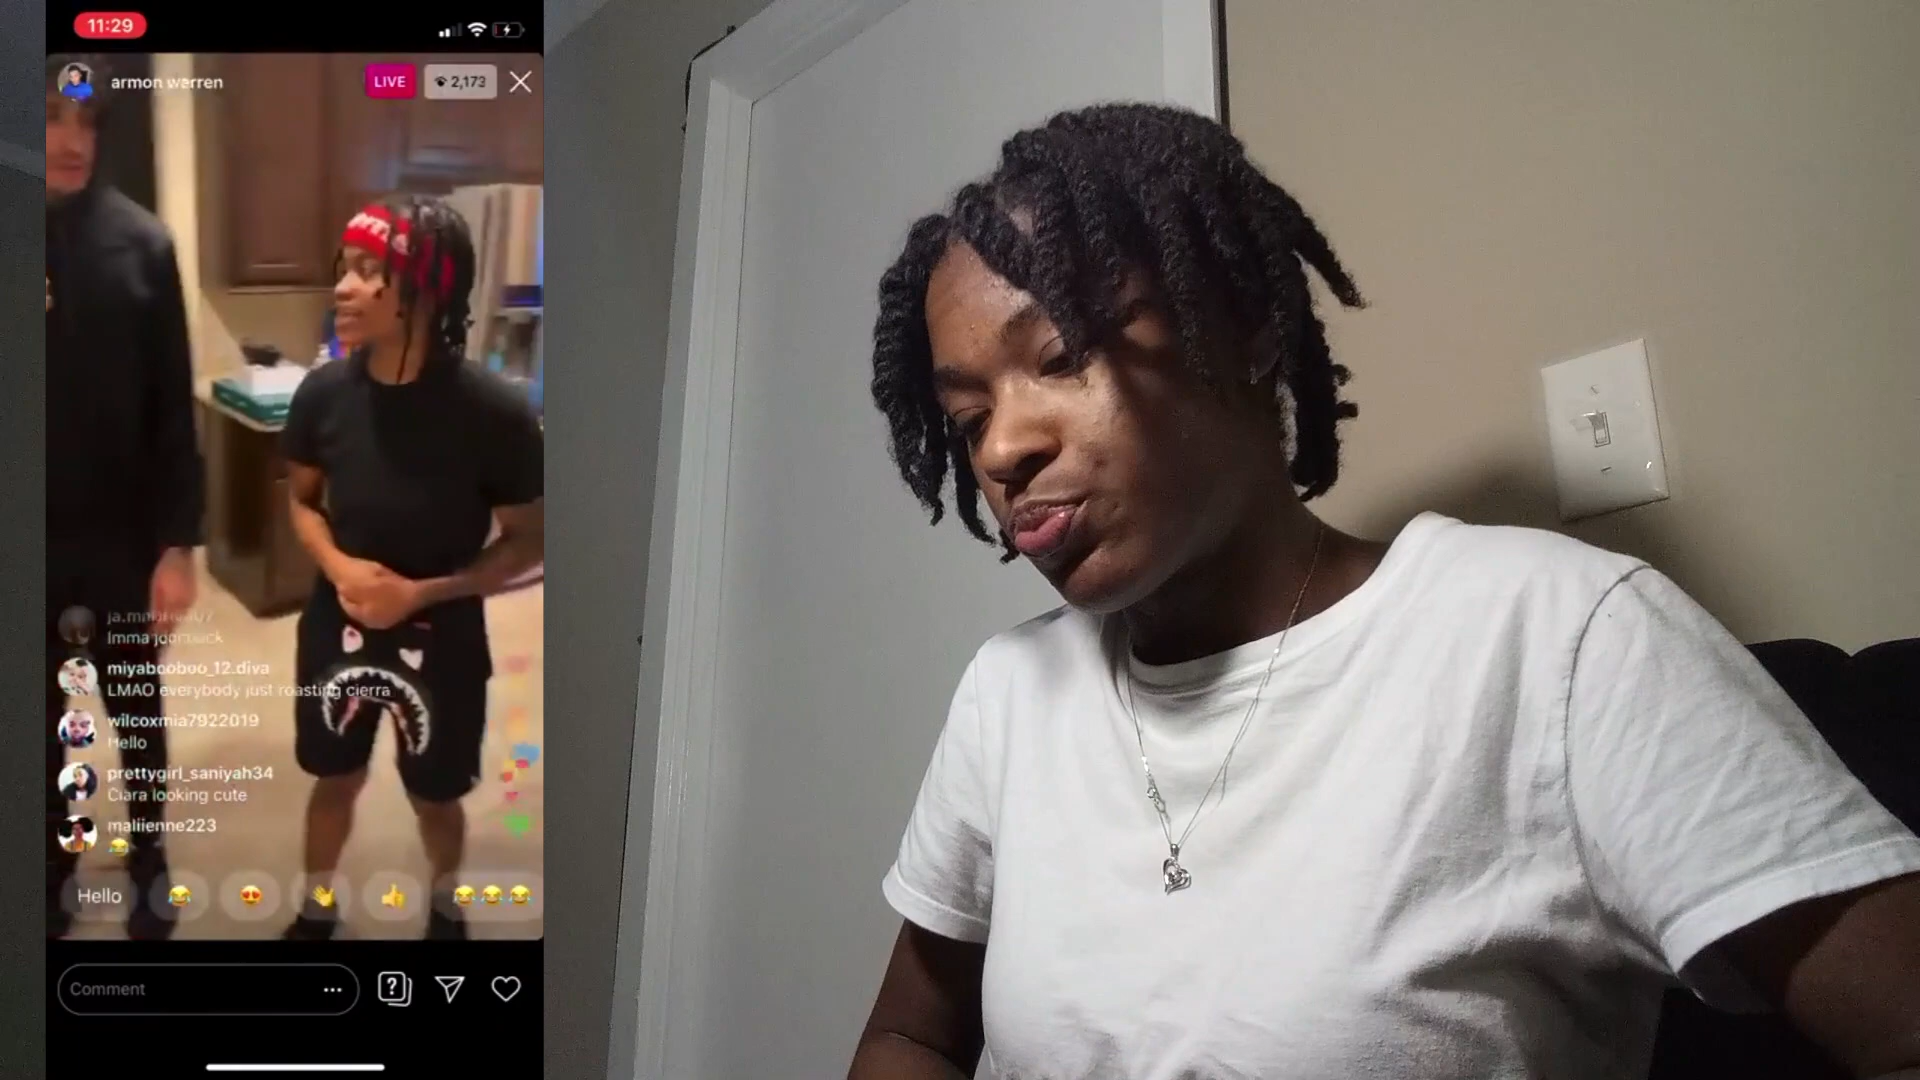 11:29
armon warren
LIVE
2,173
Imma
miyabooboo_12.diva
LMAO everybody just roasting cierra
wilcoxmia7922019
Hello
prettygirl_saniyah34
Ciara looking cute
maliienne223
Hello
Comment